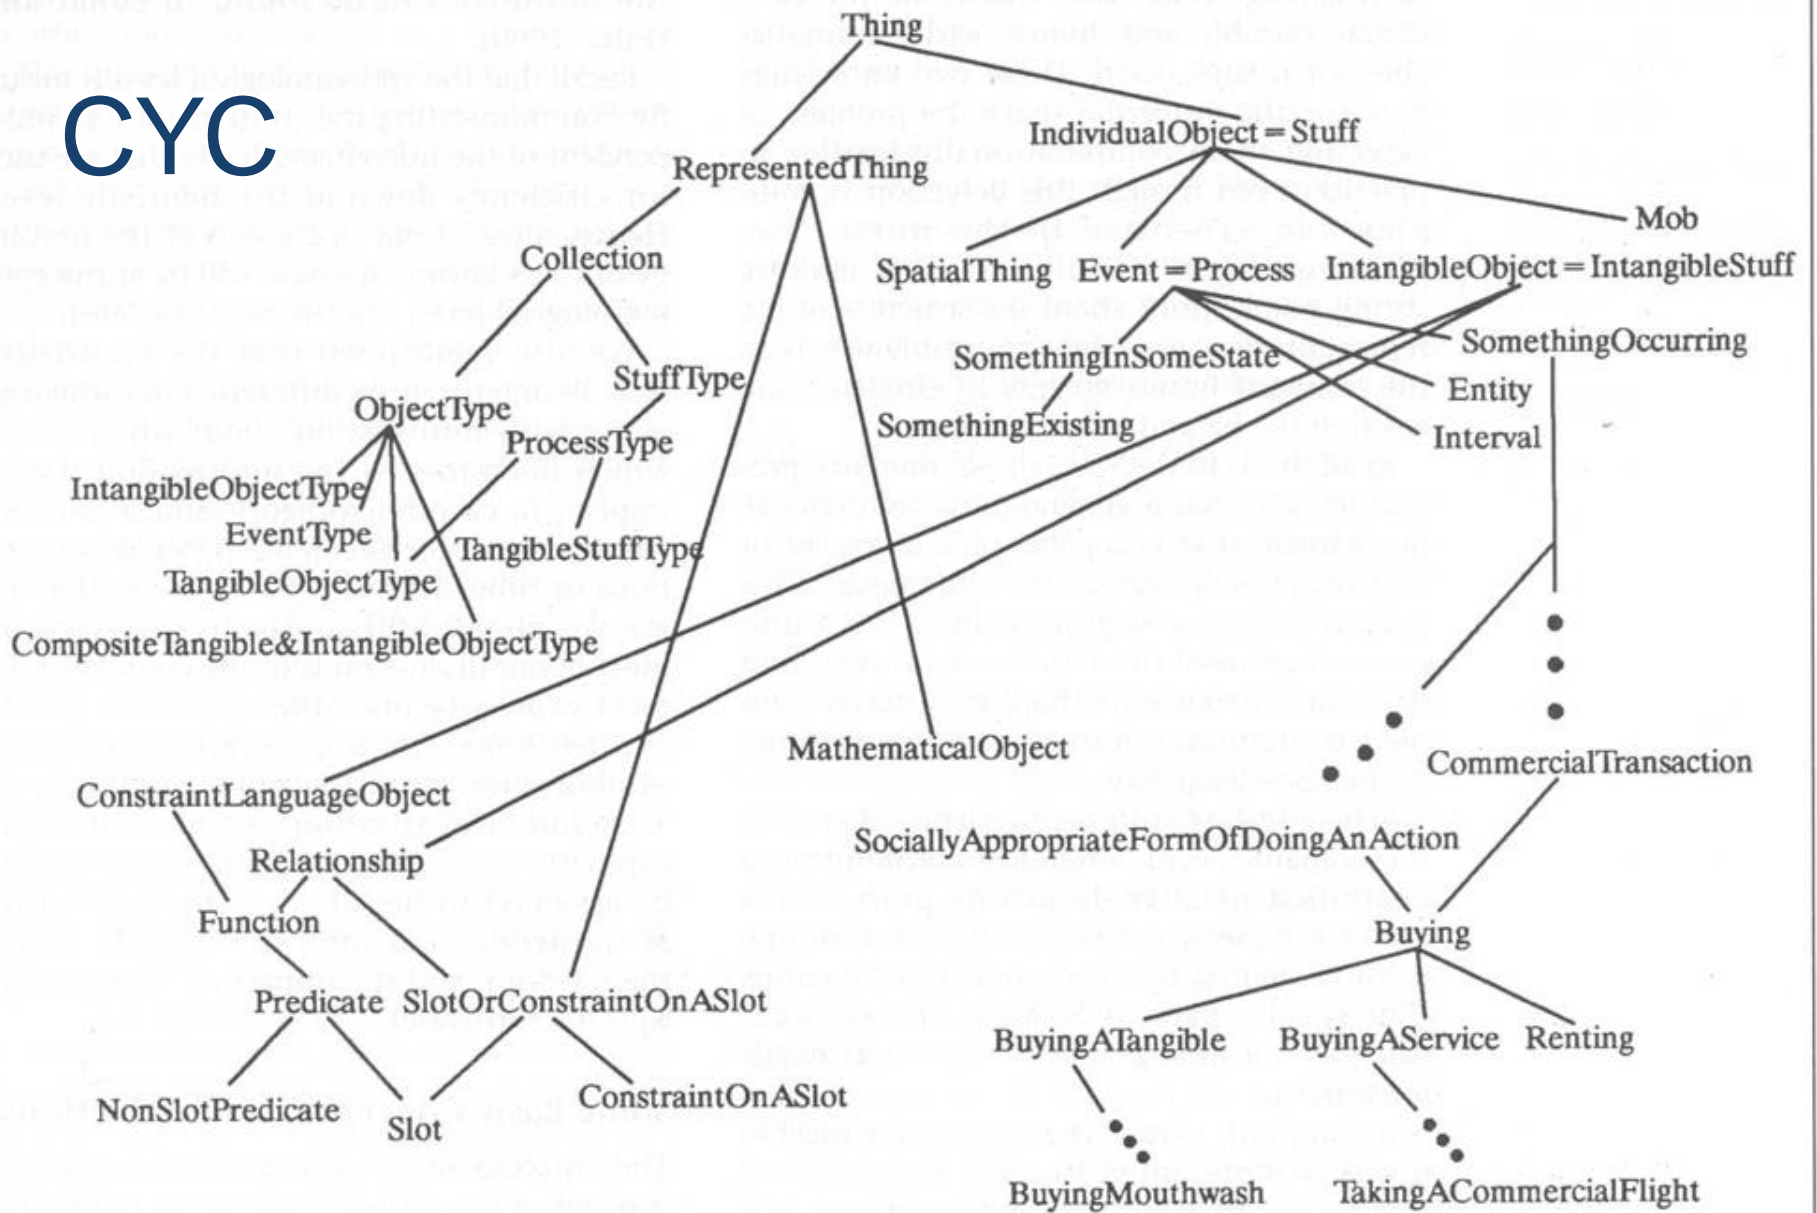 CYC
Thing
IndividualObject = Stuff
RepresentedThing
Mob
Collection
SpatialThing
Event = Process
IntangibleObject = IntangibleStuff
SomethingInSomeState
SomethingOccurring
StuffType
Entity
ObjectType
SomethingExisting
Interval
ProcessType
IntangibleObjectType
EventType
TangibleStuffType
TangibleObjectType
CompositeTangible&IntangibleObjectType
MathematicalObject
CommercialTransaction
ConstraintLanguageObject
SociallyAppropriateFormOfDoingAnAction
Relationship
Function
Buying
Predicate
SlotOrConstraintOnASlot
BuyingATangible
BuyingAService
Renting
NonSlotPredicate
Slot
ConstraintOnASlot
BuyingMouthwash
TakingACommercialFlight